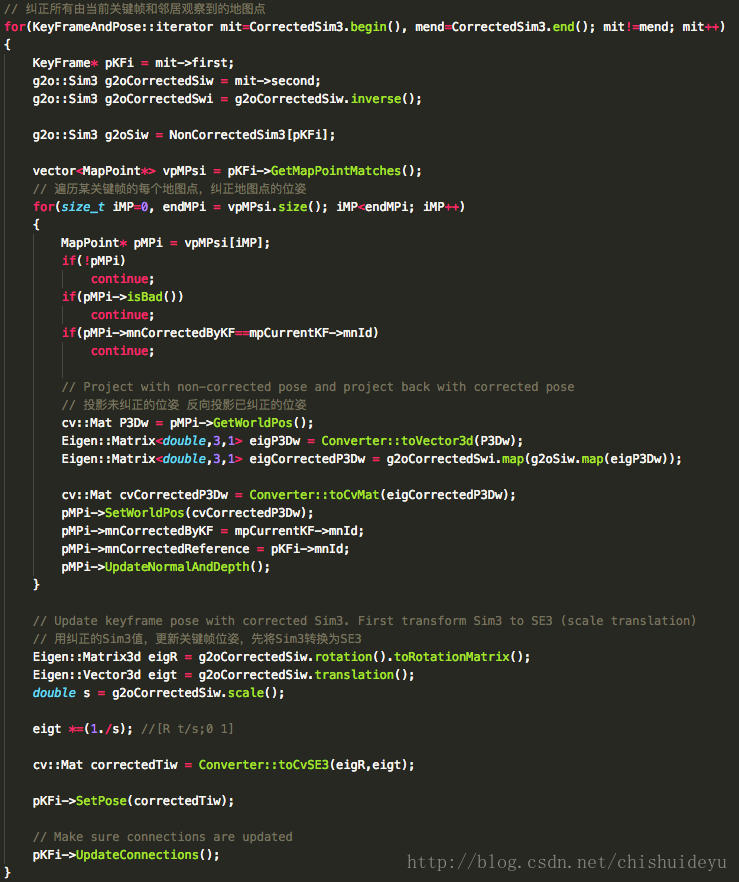 // 纠正所有由当前关键帧和邻居观察到的地图点
for(KeyFrameAndPose::iterator mit=CorrectedSim3.begin(), mend=CorrectedSim3.end(); mit!=mend; mit++)
{
    KeyFrame* pKFi = mit->first;
    g2o::Sim3 g2oCorrectedSiw = mit->second;
    g2o::Sim3 g2oCorrectedSwi = g2oCorrectedSiw.inverse();

    g2o::Sim3 g2oSiw = NonCorrectedSim3[pKFi];

    vector<MapPoint*> vpMPsi = pKFi->GetMapPointMatches();
    // 遍历某关键帧的每个地图点，纠正地图点的位姿
    for(size_t iMP=0, endMPi = vpMPsi.size(); iMP<endMPi; iMP++)
    {
        MapPoint* pMPi = vpMPsi[iMP];
        if(!pMPi)
            continue;
        if(pMPi->isBad())
            continue;
        if(pMPi->mnCorrectedByKF==mpCurrentKF->mnId)
            continue;

        // Project with non-corrected pose and project back with corrected pose
        // 投影未纠正的位姿 反向投影已纠正的位姿
        cv::Mat P3Dw = pMPi->GetWorldPos();
        Eigen::Matrix<double,3,1> eigP3Dw = Converter::toVector3d(P3Dw);
        Eigen::Matrix<double,3,1> eigCorrectedP3Dw = g2oCorrectedSwi.map(g2oSiw.map(eigP3Dw));

        cv::Mat cvCorrectedP3Dw = Converter::toCvMat(eigCorrectedP3Dw);
        pMPi->SetWorldPos(cvCorrectedP3Dw);
        pMPi->mnCorrectedByKF = mpCurrentKF->mnId;
        pMPi->mnCorrectedReference = pKFi->mnId;
        pMPi->UpdateNormalAndDepth();
    }

    // Update keyframe pose with corrected Sim3. First transform Sim3 to SE3 (scale translation)
    // 用纠正的Sim3值，更新关键帧位姿，先将Sim3转换为SE3
    Eigen::Matrix3d eigR = g2oCorrectedSiw.rotation().toRotationMatrix();
    Eigen::Vector3d eigt = g2oCorrectedSiw.translation();
    double s = g2oCorrectedSiw.scale();

    eigt *=(1./s); //[R t/s;0 1]

    cv::Mat correctedTiw = Converter::toCvSE3(eigR,eigt);

    pKFi->SetPose(correctedTiw);

    // Make sure connections are updated
    pKFi->UpdateConnections();
http://blog.csdn.net/chishuideyu
}